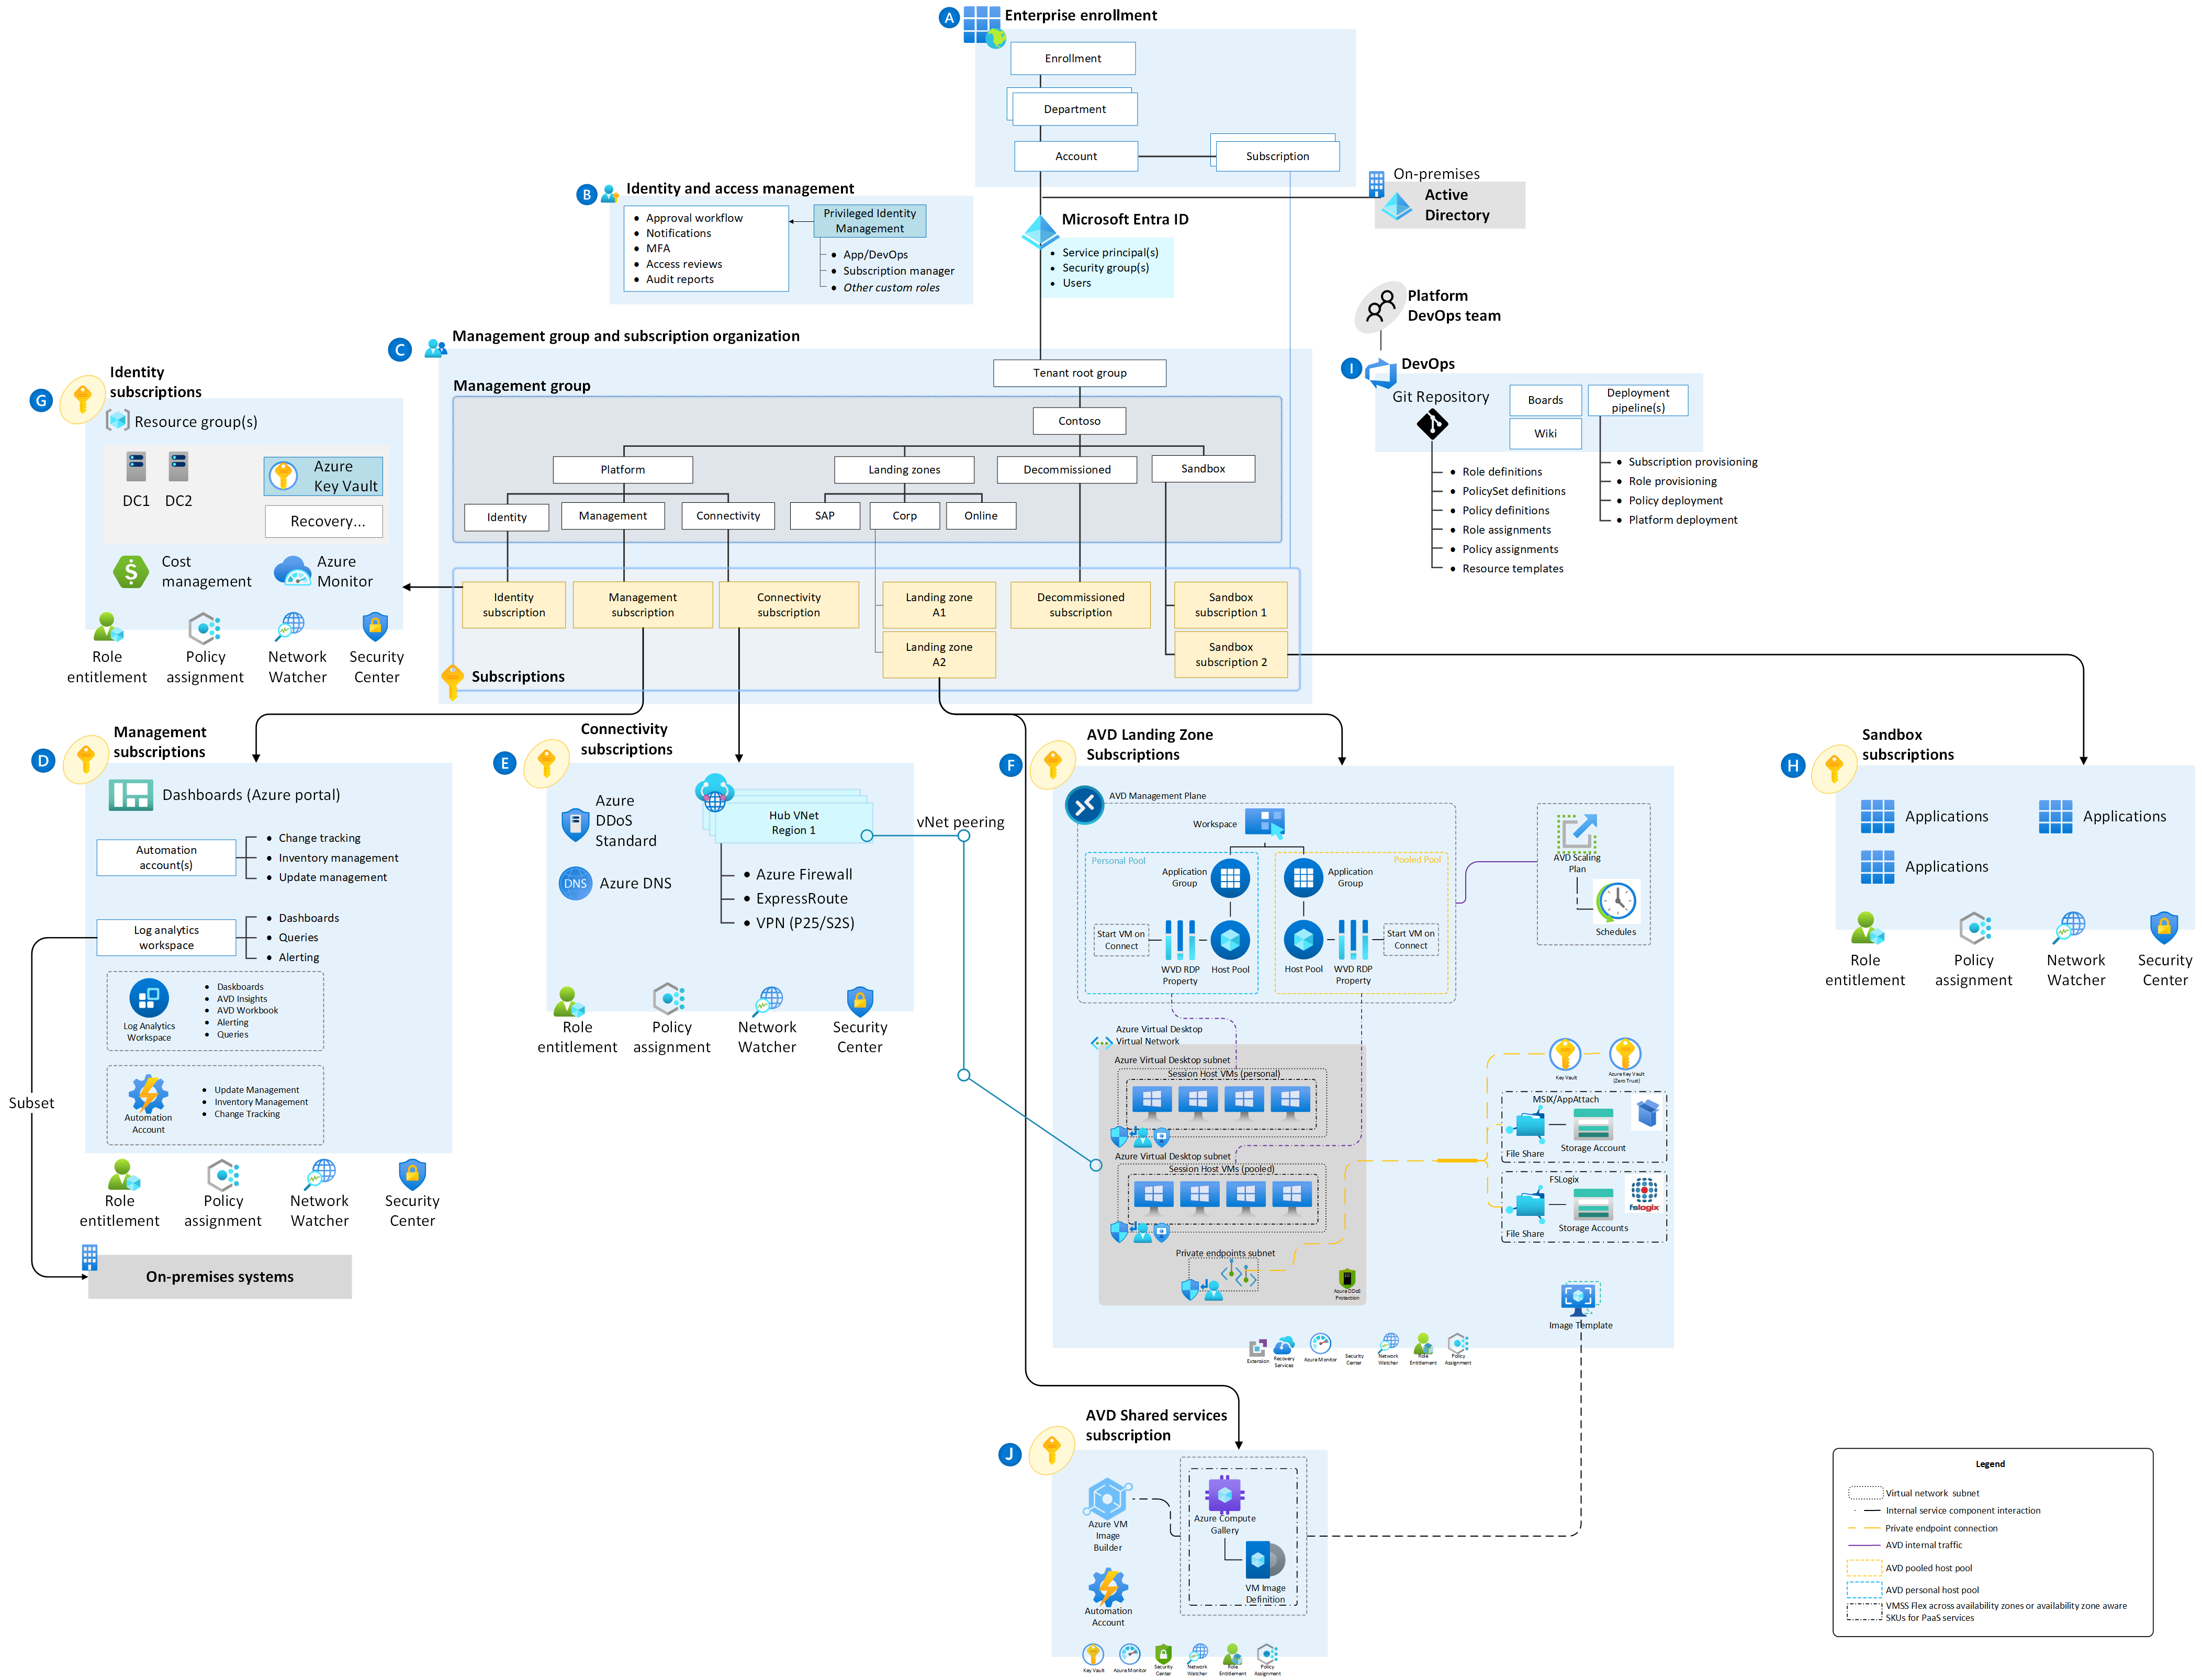 A
Enterprise enrollment
Enrollment
Department
Account
Subscription
B
Identity and access management
Approval workflow
Notifications
MFA
Access reviews
Audit reports
Privileged Identity
Management
App/DevOps
Subscription manager
Other custom roles
Microsoft Entra ID
Service principal(s)
Security group(s)
Users
On-premises
Active
Directory
Platform
DevOps team
I
DevOps
Git Repository
Boards
Wiki
Deployment
pipeline(s)
Role definitions
PolicySet definitions
Policy definitions
Role assignments
Policy assignments
Resource templates
Subscription provisioning
Role provisioning
Policy deployment
Platform deployment
C
Management group and subscription organization
Management group
Tenant root group
Contoso
Platform
Landing zones
Decommissioned
Sandbox
Identity
Management
Connectivity
SAP
Corp
Online
Identity
subscription
Management
subscription
Connectivity
subscription
Landing zone
A1
Landing zone
A2
Decommissioned
subscription
Sandbox
subscription 1
Sandbox
subscription 2
Subscriptions
G
Identity
subscriptions
Resource group(s)
DC1
DC2
Azure
Key Vault
Recovery...
Cost
management
Azure
Monitor
Role
entitlement
Policy
assignment
Network
Watcher
Security
Center
D
Management
subscriptions
Dashboards (Azure portal)
Automation
account(s)
Change tracking
Inventory management
Update management
Log analytics
workspace
Dashboards
Queries
Alerting
Log Analytics
Workspace
Daskboards
AVD Insights
AVD Workbook
Alerting
Queries
Automation
Account
Update Management
Inventory Management
Change Tracking
Role
entitlement
Policy
assignment
Network
Watcher
Security
Center
Subset
On-premises systems
E
Connectivity
subscriptions
Azure
DDoS
Standard
Azure DNS
DNS
Hub VNet
Region 1
Azure Firewall
ExpressRoute
VPN (P25/S2S)
vNet peering
Role
entitlement
Policy
assignment
Network
Watcher
Security
Center
F
AVD Landing Zone
Subscriptions
AVD Management Plane
Workspace
Personal Pool
Pooled Pool
Application
Group
Application
Group
Start VM on
Connect
WVD RDP
Property
Host Pool
Host Pool
WVD RDP
Property
Start VM on
Connect
AVD Scaling
Plan
Schedules
Azure Virtual Desktop
Virtual Network
Azure Virtual Desktop subnet
Session Host VMs (personal)
Azure Virtual Desktop subnet
Session Host VMs (pooled)
Private endpoints subnet
Azure DDoS
Protection
Key Vault
Azure Key Vault
(Zero Trust)
MSIX/AppAttach
File Share
Storage Account
FSLogix
File Share
Storage Accounts
fslogix
Image Template
Extension
Recovery
Services
Azure Monitor
Security
Center
Network
Watcher
Role
Entitlement
Policy
Assignment
H
Sandbox
subscriptions
Applications
Applications
Applications
Role
entitlement
Policy
assignment
Network
Watcher
Security
Center
J
AVD Shared services
subscription
Azure VM
Image
Builder
Automation
Account
Azure Compute
Gallery
VM Image
Definition
Key Vault
Azure Monitor
Security
Center
Network
Watcher
Role
Entitlement
Policy
Assignment
Legend
Virtual network subnet
Internal service component interaction
Private endpoint connection
AVD internal traffic
AVD pooled host pool
AVD personal host pool
VMSS Flex across availability zones or availability zone aware
SKUs for PaaS services